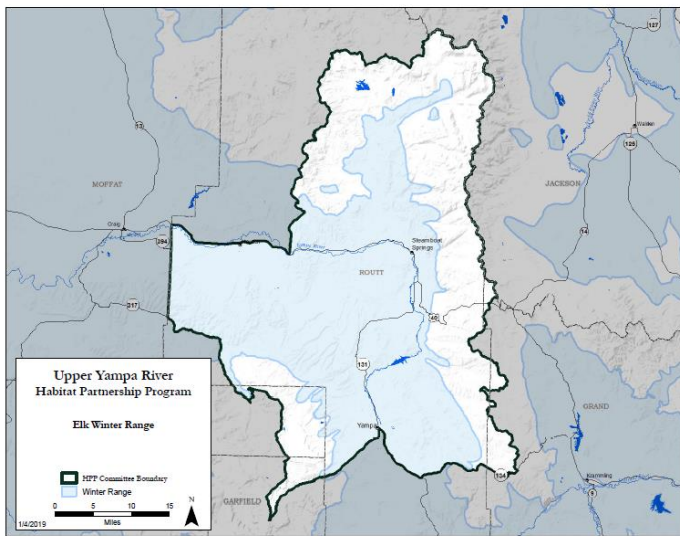 127
Walden
125
13
MOFFAT
JACKSON
14
Craig
394
Yampa River
Steamboat
Springs
317
ROUTT
40
131
Upper Yampa River
Habitat Partnership Program
Elk Winter Range
GRAND
Yampa
HPP Committee Boundary
134
Kremmling
Winter Range
9
GARFIELD
0 5 10 15
Miles
N
1/4/2019